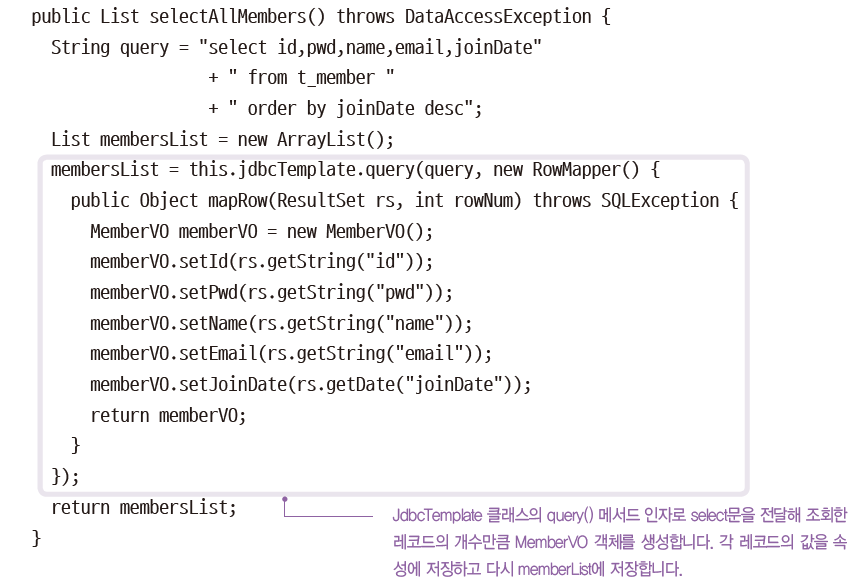 public List selectAllMembers() throws DataAccessException {
String query = "select id,pwd,name,email,joinDate"
+ " from t_member "
+ " order by joinDate desc";
List membersList = new ArrayList();
membersList = this.jdbcTemplate.query(query, new RowMapper() {
public Object mapRow(ResultSet rs, int rowNum) throws SQLException {
MemberVO memberVO = new MemberVO();
memberVO.setId(rs.getString("id"));
memberVO.setPwd(rs.getString("pwd"));
memberVO.setName(rs.getString("name"));
memberVO.setEmail(rs.getString("email"));
memberVO.setJoinDate(rs.getDate("joinDate"));
return memberVO;
}
});
return membersList;
}
JdbcTemplate 클래스의 query() 메서드 인자로 select문을 전달해 조회한
레코드의 개수만큼 MemberVO 객체를 생성합니다. 각 레코드의 값을 속
성에 저장하고 다시 memberList에 저장합니다.